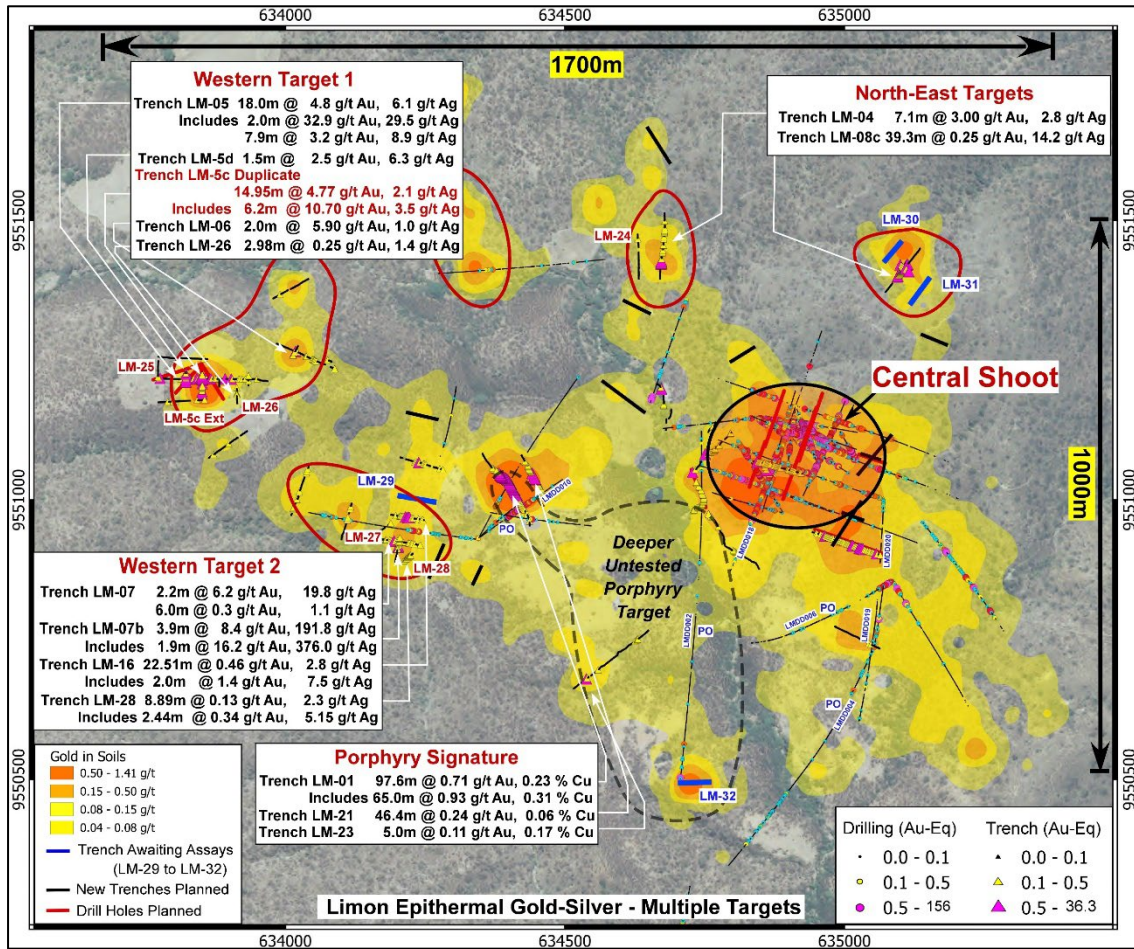 634000
634500
635000
1700m
Western Target 1
Trench LM-05 18.0m @ 4.8 g/t Au, 6.1 g/t Ag
Includes 2.0m @ 32.9 g/t Au, 29.5 g/t Ag
7.9m @ 3.2 g/t Au, 8.9 g/t Ag
Trench LM-5d 1.5m @ 2.5 g/t Au, 6.3 g/t Ag
Trench LM-5c Duplicate
14.95m @ 4.77 g/t Au, 2.1 g/t Ag
Includes 6.2m @ 10.70 g/t Au, 3.5 g/t Ag
Trench LM-06 2.0m @ 5.90 g/t Au, 1.0 g/t Ag
Trench LM-26 2.98m @ 0.25 g/t Au, 1.4 g/t Ag
North-East Targets
Trench LM-04 7.1m @ 3.00 g/t Au, 2.8 g/t Ag
Trench LM-08c 39.3m @ 0.25 g/t Au, 14.2 g/t Ag
9551500
9551500
LM-24
LM-30
LM-31
LM-25
LM-26
LM-5c Ext
Central Shoot
LM-29
LMDD010
PO
LM-27
LM-28
9551000
9551000
1000m
Deeper
Untested
Porphyry
Target
LMDD018
LMDD020
LMDD002
PO
LMDD006
PO
LMDD019
PO
LMDD004
Western Target 2
Trench LM-07 2.2m @ 6.2 g/t Au, 19.8 g/t Ag
6.0m @ 0.3 g/t Au, 1.1 g/t Ag
Trench LM-07b 3.9m @ 8.4 g/t Au, 191.8 g/t Ag
Includes 1.9m @ 16.2 g/t Au, 376.0 g/t Ag
Trench LM-16 22.51m @ 0.46 g/t Au, 2.8 g/t Ag
Includes 2.0m @ 1.4 g/t Au, 7.5 g/t Ag
Trench LM-28 8.89m @ 0.13 g/t Au, 2.3 g/t Ag
Includes 2.44m @ 0.34 g/t Au, 5.15 g/t Ag
Porphyry Signature
Trench LM-01 97.6m @ 0.71 g/t Au, 0.23 % Cu
Includes 65.0m @ 0.93 g/t Au, 0.31 % Cu
Trench LM-21 46.4m @ 0.24 g/t Au, 0.06 % Cu
Trench LM-23 5.0m @ 0.11 g/t Au, 0.17 % Cu
LM-32
9550500
9550500
Gold in Soils
0.50 - 1.41 g/t
0.15 - 0.50 g/t
0.08 - 0.15 g/t
0.04 - 0.08 g/t
Trench Awaiting Assays
(LM-29 to LM-32)
New Trenches Planned
Drill Holes Planned
Drilling (Au-Eq)
0.0 - 0.1
0.1 - 0.5
0.5 - 156
Trench (Au-Eq)
0.0 - 0.1
0.1 - 0.5
0.5 - 36.3
Limon Epithermal Gold-Silver - Multiple Targets
634000
634500
635000